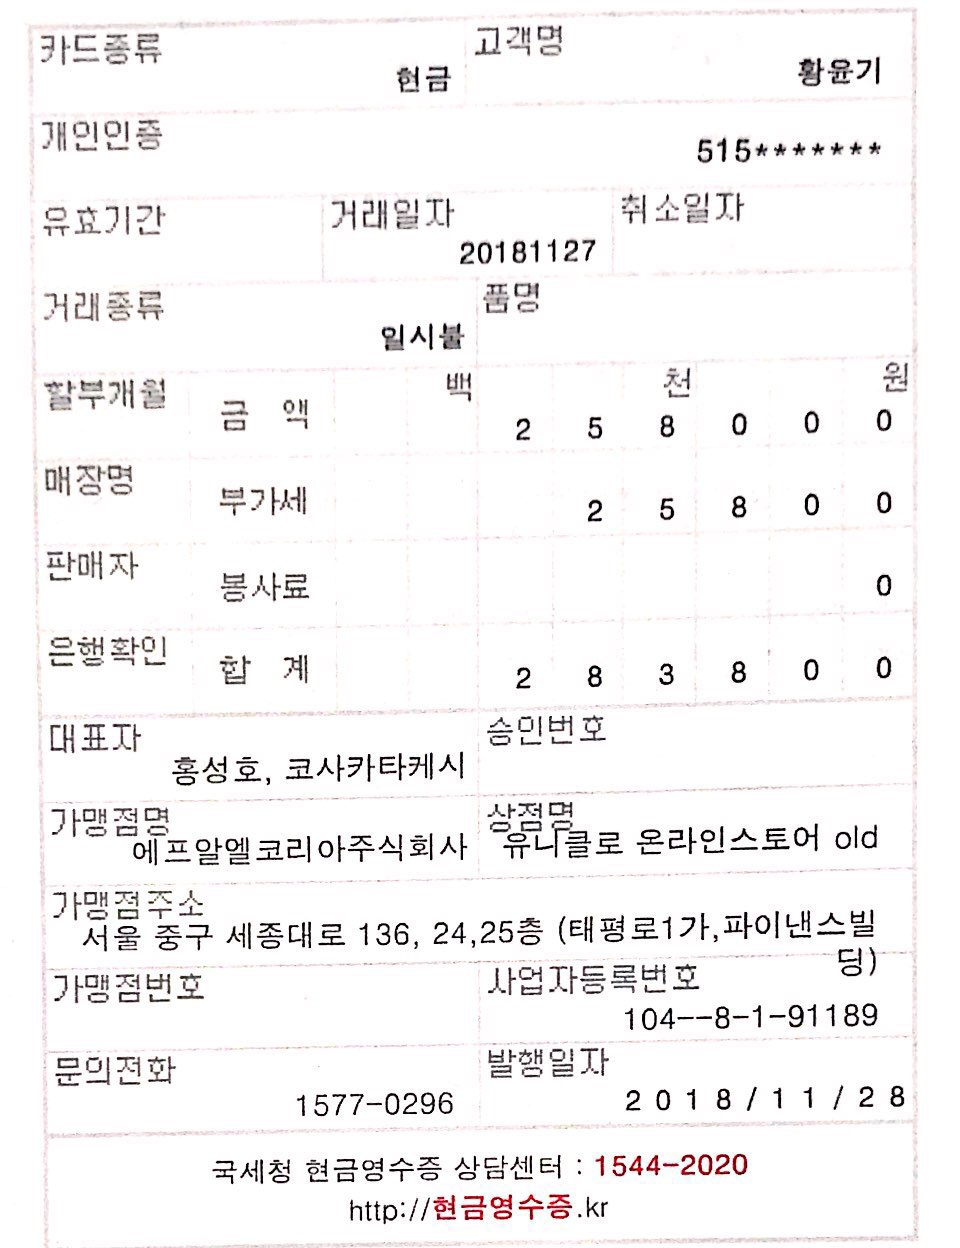 카드종류 고객명
현금 황윤기
개인인증
515*******
유효기간 거래일자 취소일자
20181127
거래종류 품명
일시불
할부개월 금 액 백 천 원
2 5 8 0 0 0
매장명 부가세 2 5 8 0 0
판매자 봉사료 0
은행확인 합 계 2 8 3 8 0 0
대표자 승인번호
홍성호, 코사카타케시
가맹점명 상점명
에프알엘코리아주식회사 유니클로 온라인스토어 old
가맹점주소
서울 중구 세종대로 136, 24,25층 (태평로1가,파이낸스빌
딩)
가맹점번호 사업자등록번호
104--8-1-91189
문의전화 발행일자
1577-0296 2018/11/28
국세청 현금영수증 상담센터 : 1544-2020
http://현금영수증.kr